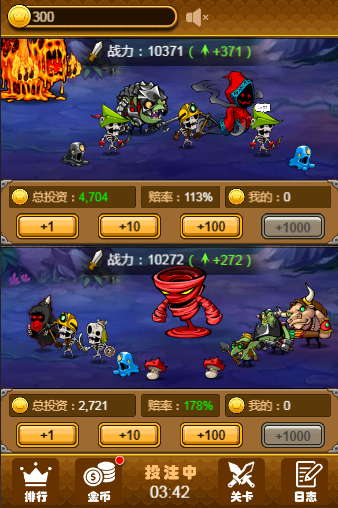 300
战力：10371 ( +371 )
总投资：4,704 赔率：113% 我的：0
+1 +10 +100 +1000
战力：10272 ( +272 )
总投资：2,721 赔率：178% 我的：0
+1 +10 +100 +1000
排行 金币 投注中 关卡 日志
03:42